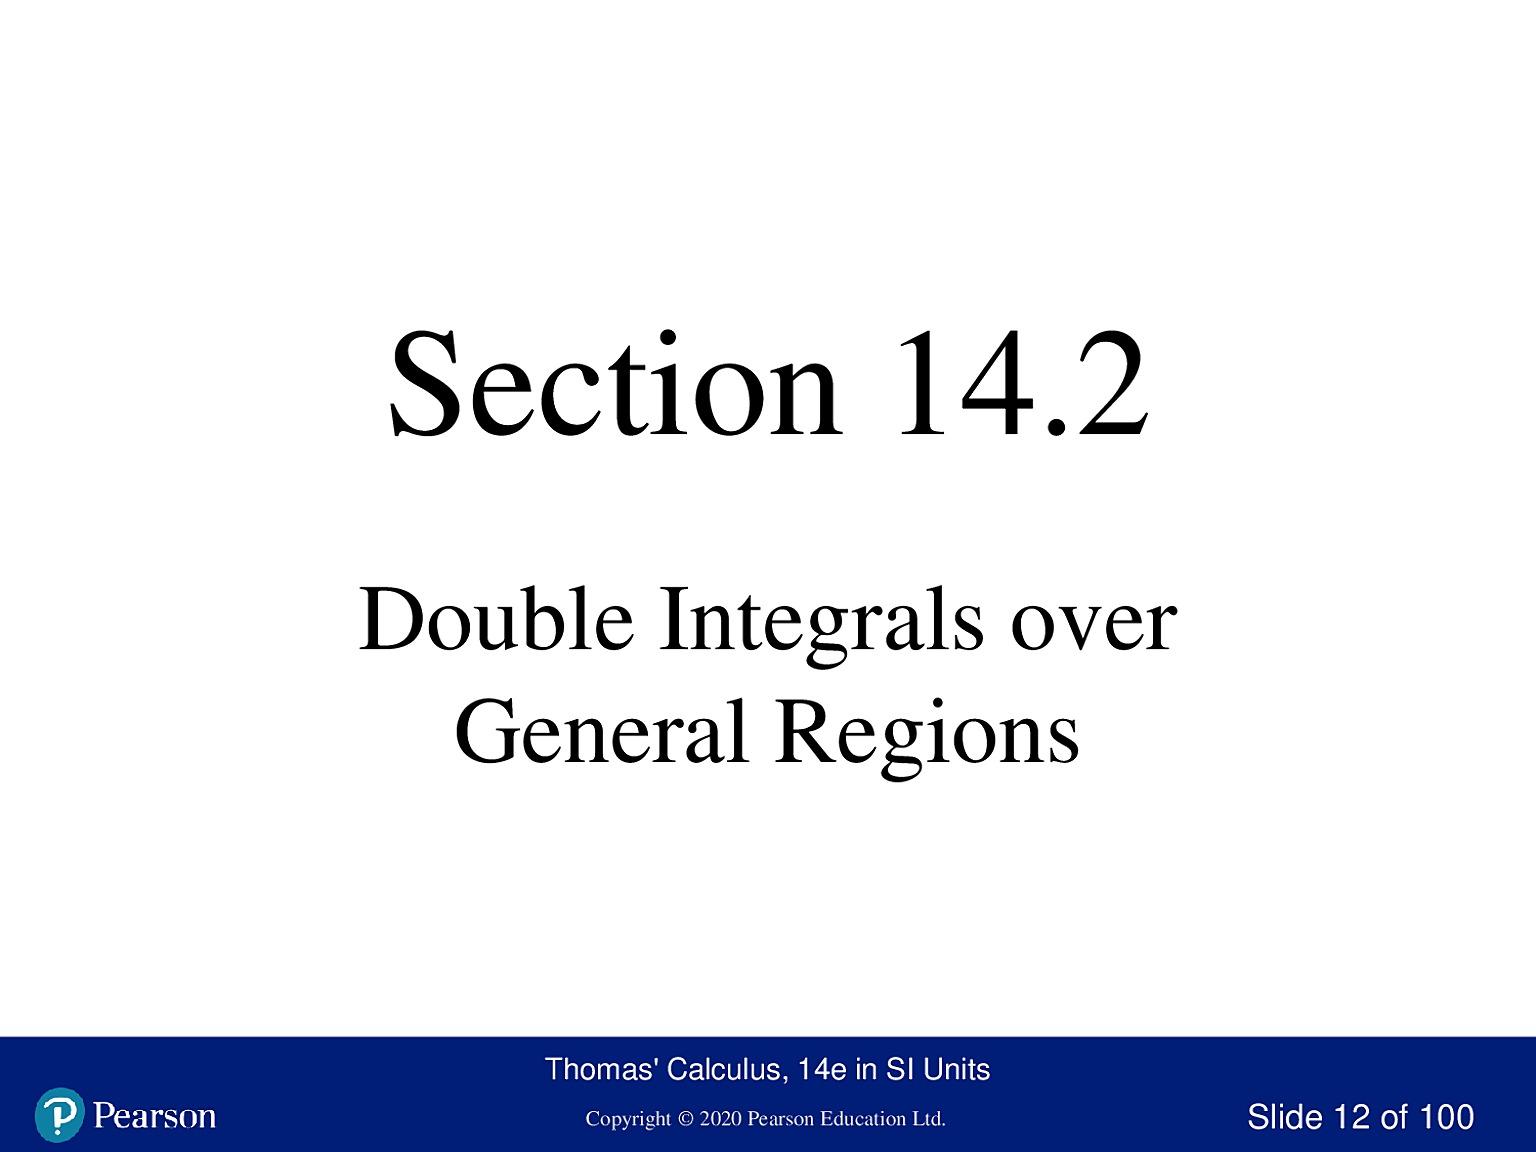 Section 14.2
Double Integrals over
General Regions
Thomas' Calculus, 14e in SI Units
Pearson
Copyright © 2020 Pearson Education Ltd.
Slide 12 of 100